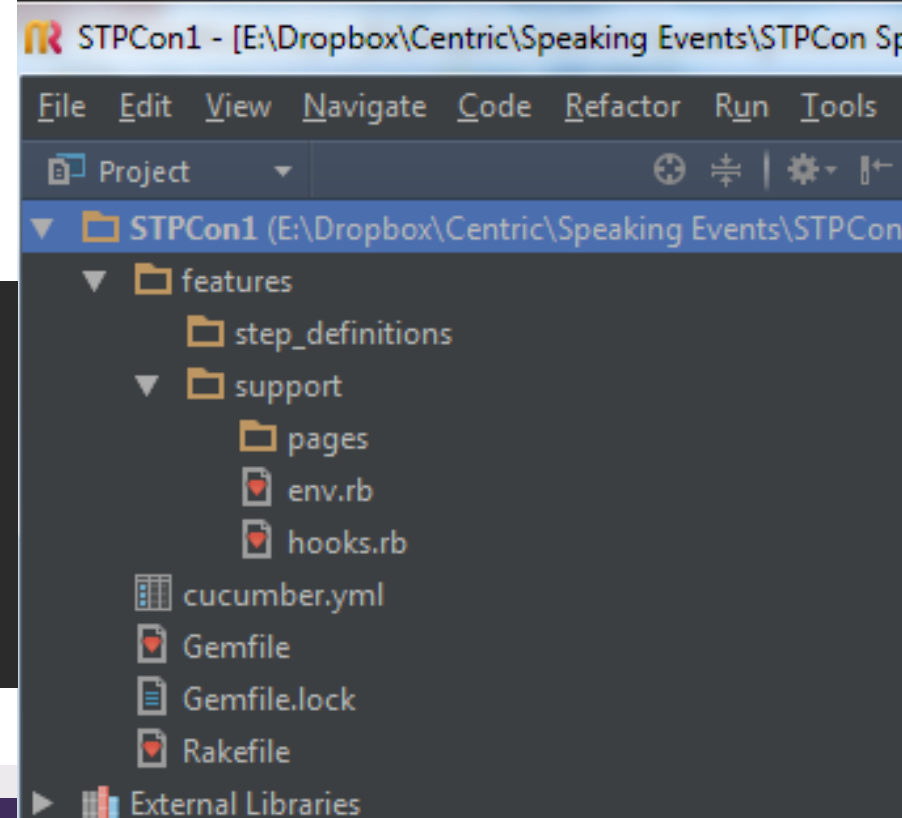 STPCon1 - [E:\Dropbox\Centric\Speaking Events\STPCon Sp
File Edit View Navigate Code Refactor Run Tools
Project
STPCon1 (E:\Dropbox\Centric\Speaking Events\STPCon
features
step_definitions
support
pages
env.rb
hooks.rb
cucumber.yml
Gemfile
Gemfile.lock
Rakefile
External Libraries